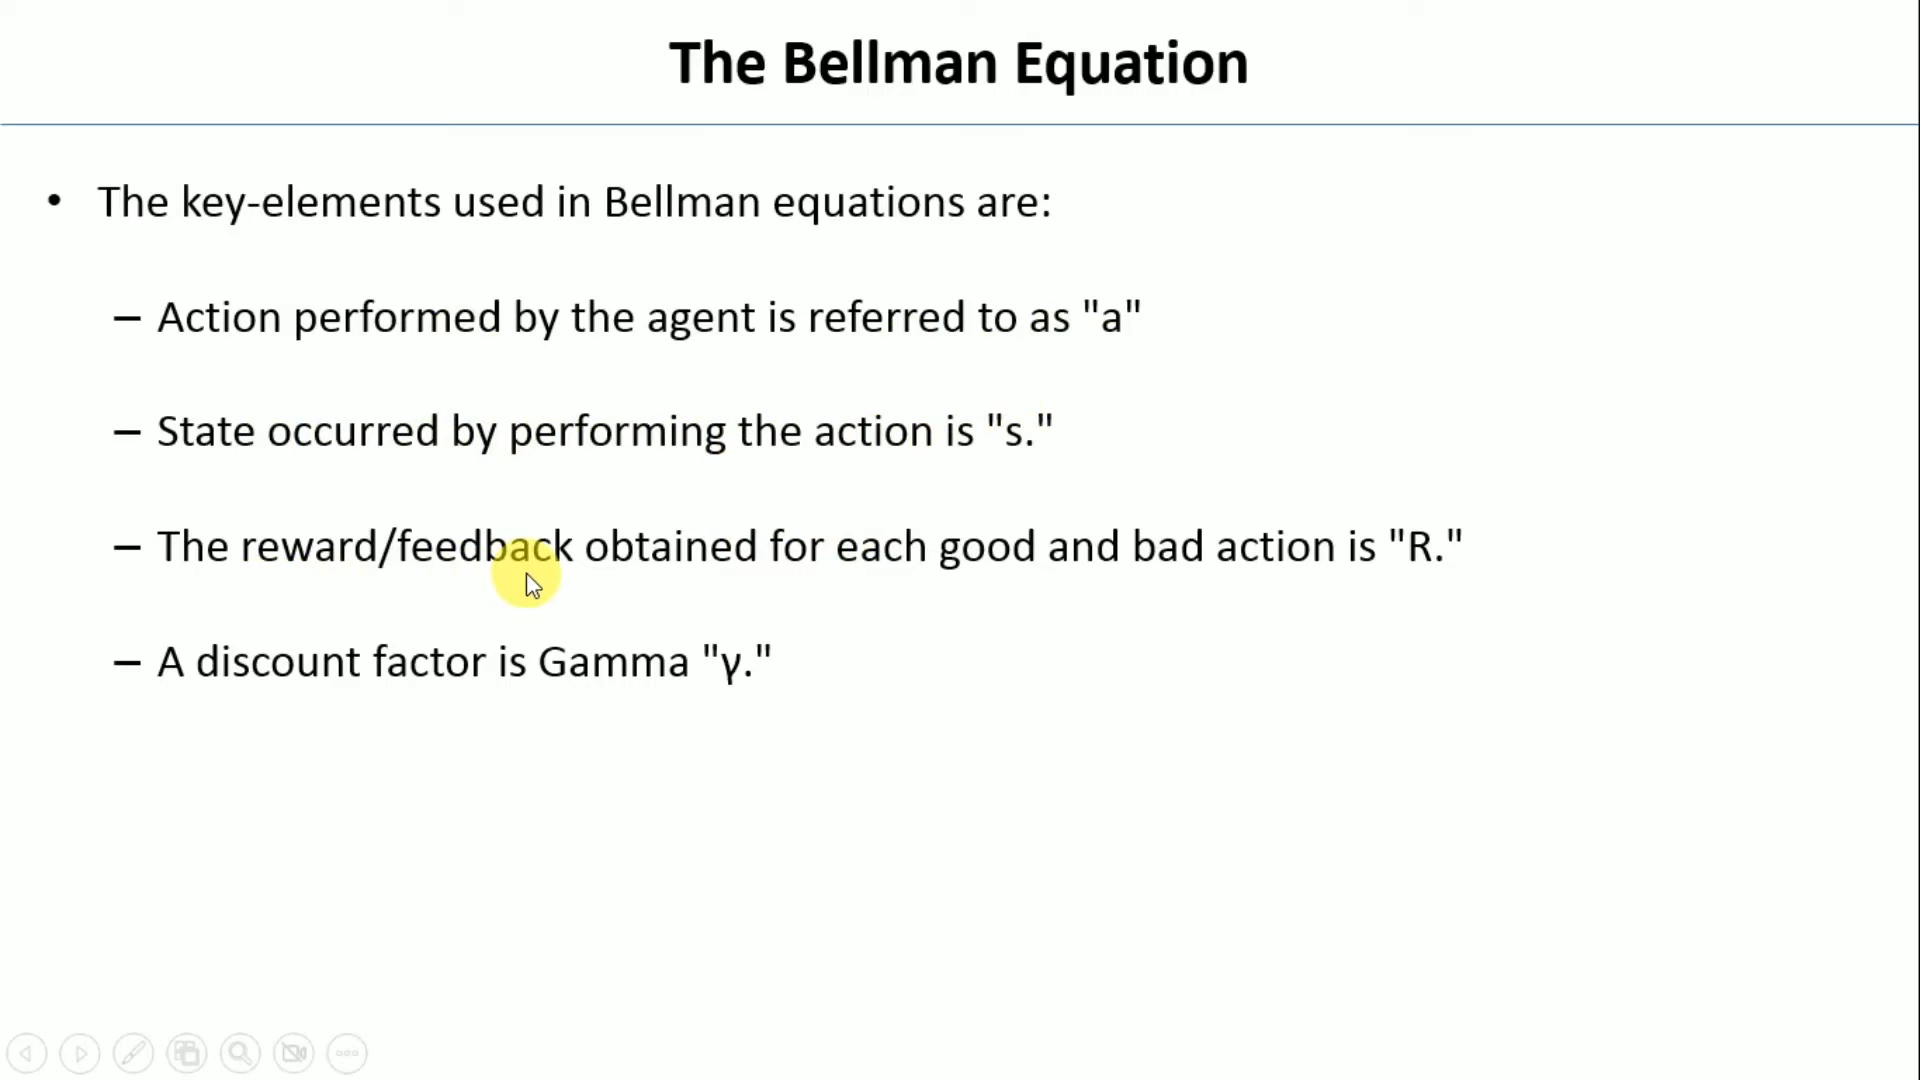 The Bellman Equation
• The key-elements used in Bellman equations are:
– Action performed by the agent is referred to as "a"
– State occurred by performing the action is "s."
– The reward/feedback obtained for each good and bad action is "R."
– A discount factor is Gamma "γ."